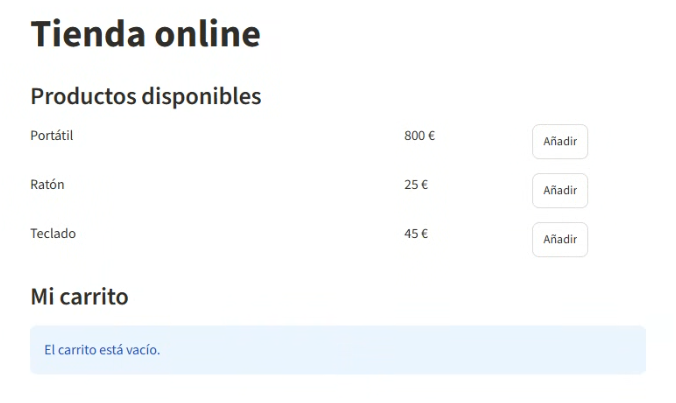 Tienda online
Productos disponibles
Portátil 800 € Añadir
Ratón 25 € Añadir
Teclado 45 € Añadir
Mi carrito
El carrito está vacío.